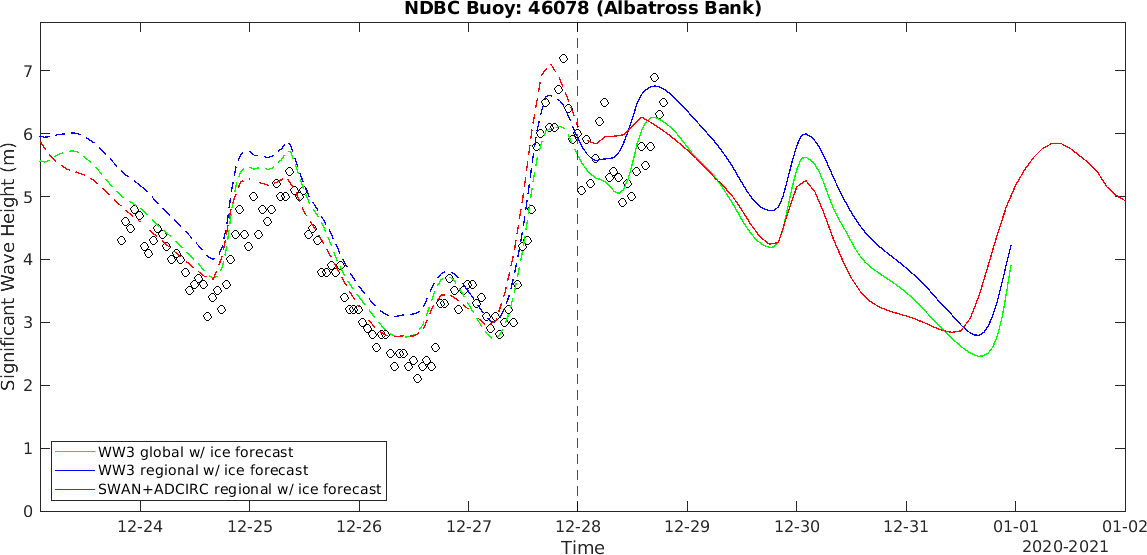 NDBC Buoy: 46078 (Albatross Bank)
Significant Wave Height (m)
7
6
5
4
3
2
1
0
WW3 global w/ ice forecast
WW3 regional w/ ice forecast
SWAN+ADCIRC regional w/ ice forecast
12-24 12-25 12-26 12-27 12-28 12-29 12-30 12-31 01-01 01-02
Time
2020-2021